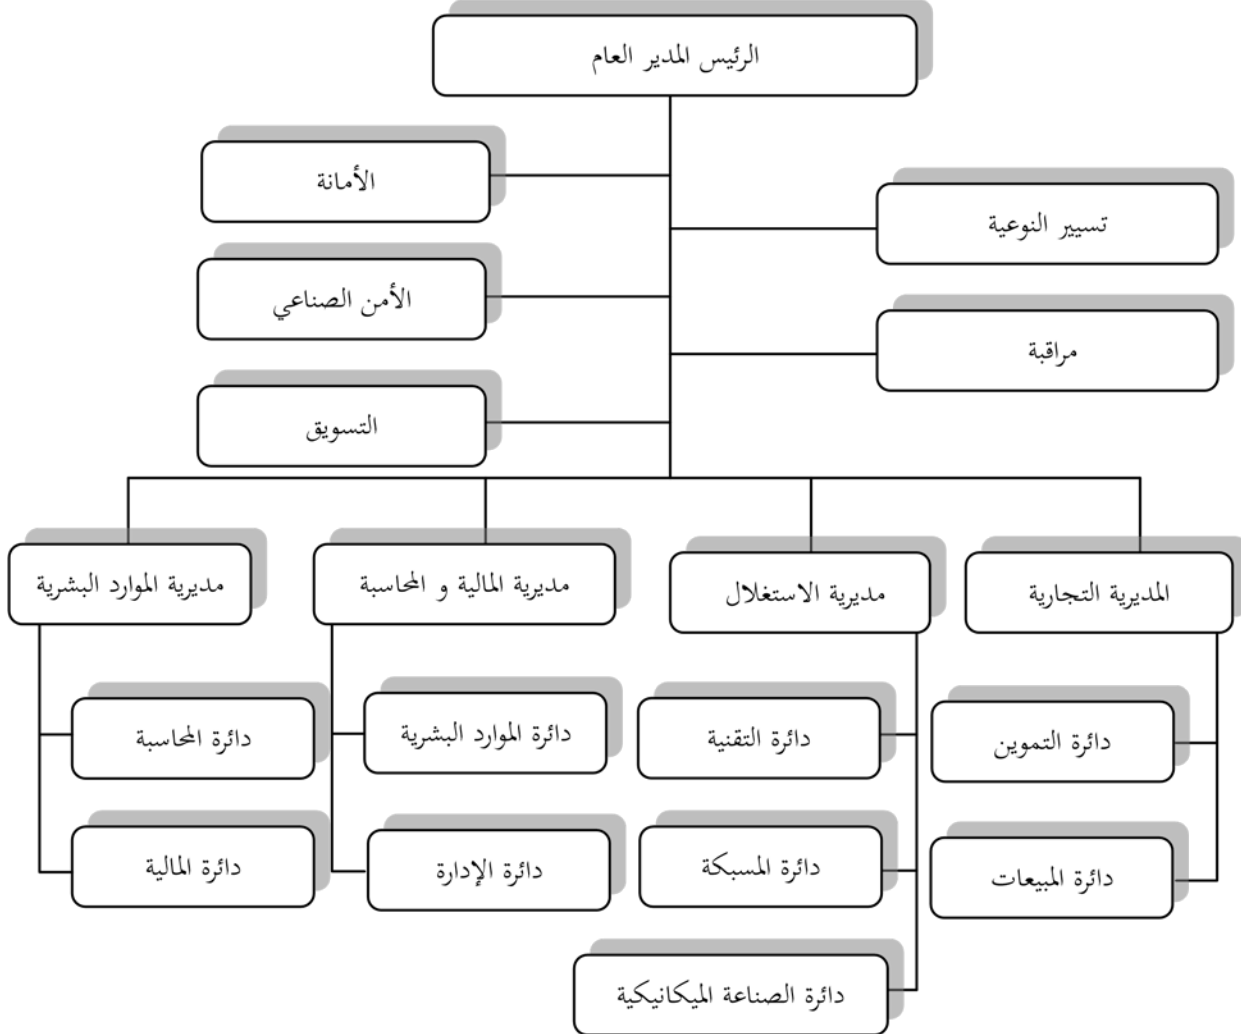 الرئيس المدير العام
الأمانة
تسيير النوعية
الأمن الصناعي
مراقبة
التسويق
المديرية التجارية
مديرية الاستغلال
مديرية المالية و المحاسبة
مديرية الموارد البشرية
دائرة التموين
دائرة التقنية
دائرة الموارد البشرية
دائرة المحاسبة
دائرة المبيعات
دائرة المسبكة
دائرة الإدارة
دائرة المالية
دائرة الصناعة الميكانيكية